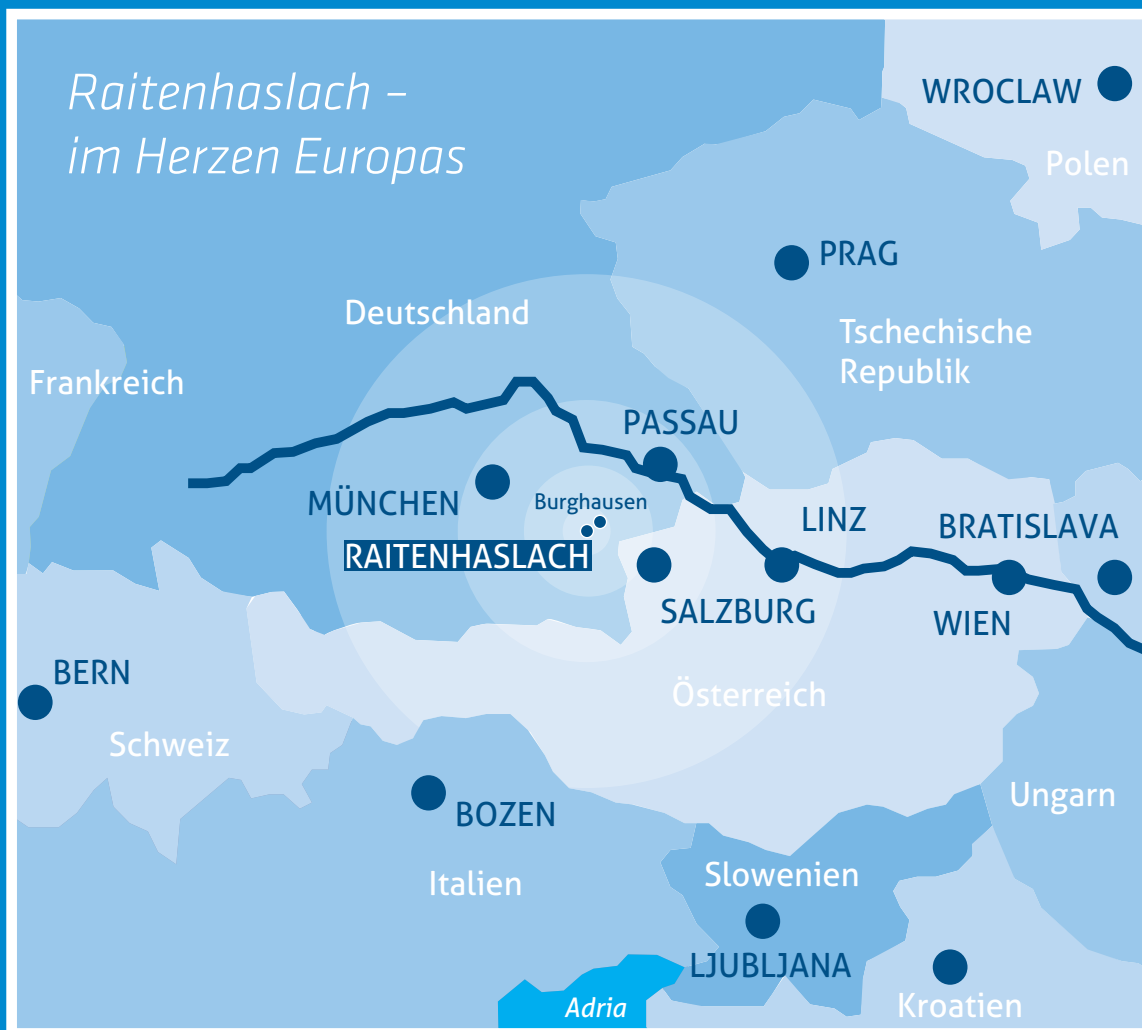 Raitenhaslach –
im Herzen Europas
WROCLAW
Polen
PRAG
Deutschland
Tschechische
Republik
Frankreich
PASSAU
MÜNCHEN
Burghausen
LINZ
BRATISLAVA
RAITENHASLACH
SALZBURG
WIEN
BERN
Österreich
Schweiz
Ungarn
BOZEN
Italien
Slowenien
LJUBLJANA
Adria
Kroatien